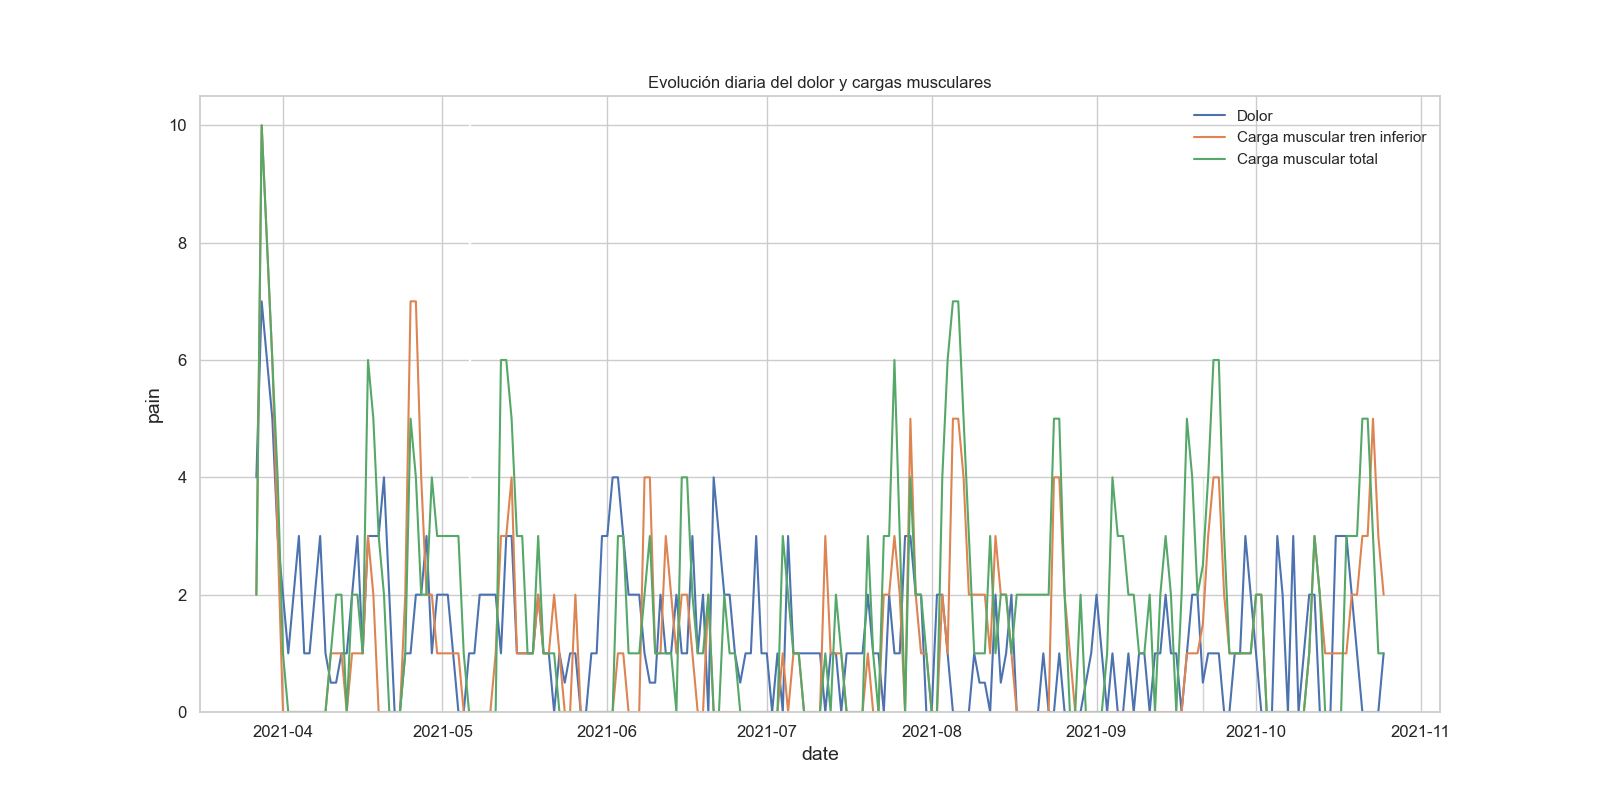 Evolución diaria del dolor y cargas musculares
Dolor
Carga muscular tren inferior
Carga muscular total
10
8
6
4
2
0
pain
2021-04
2021-05
2021-06
2021-07
2021-08
2021-09
2021-10
2021-11
date